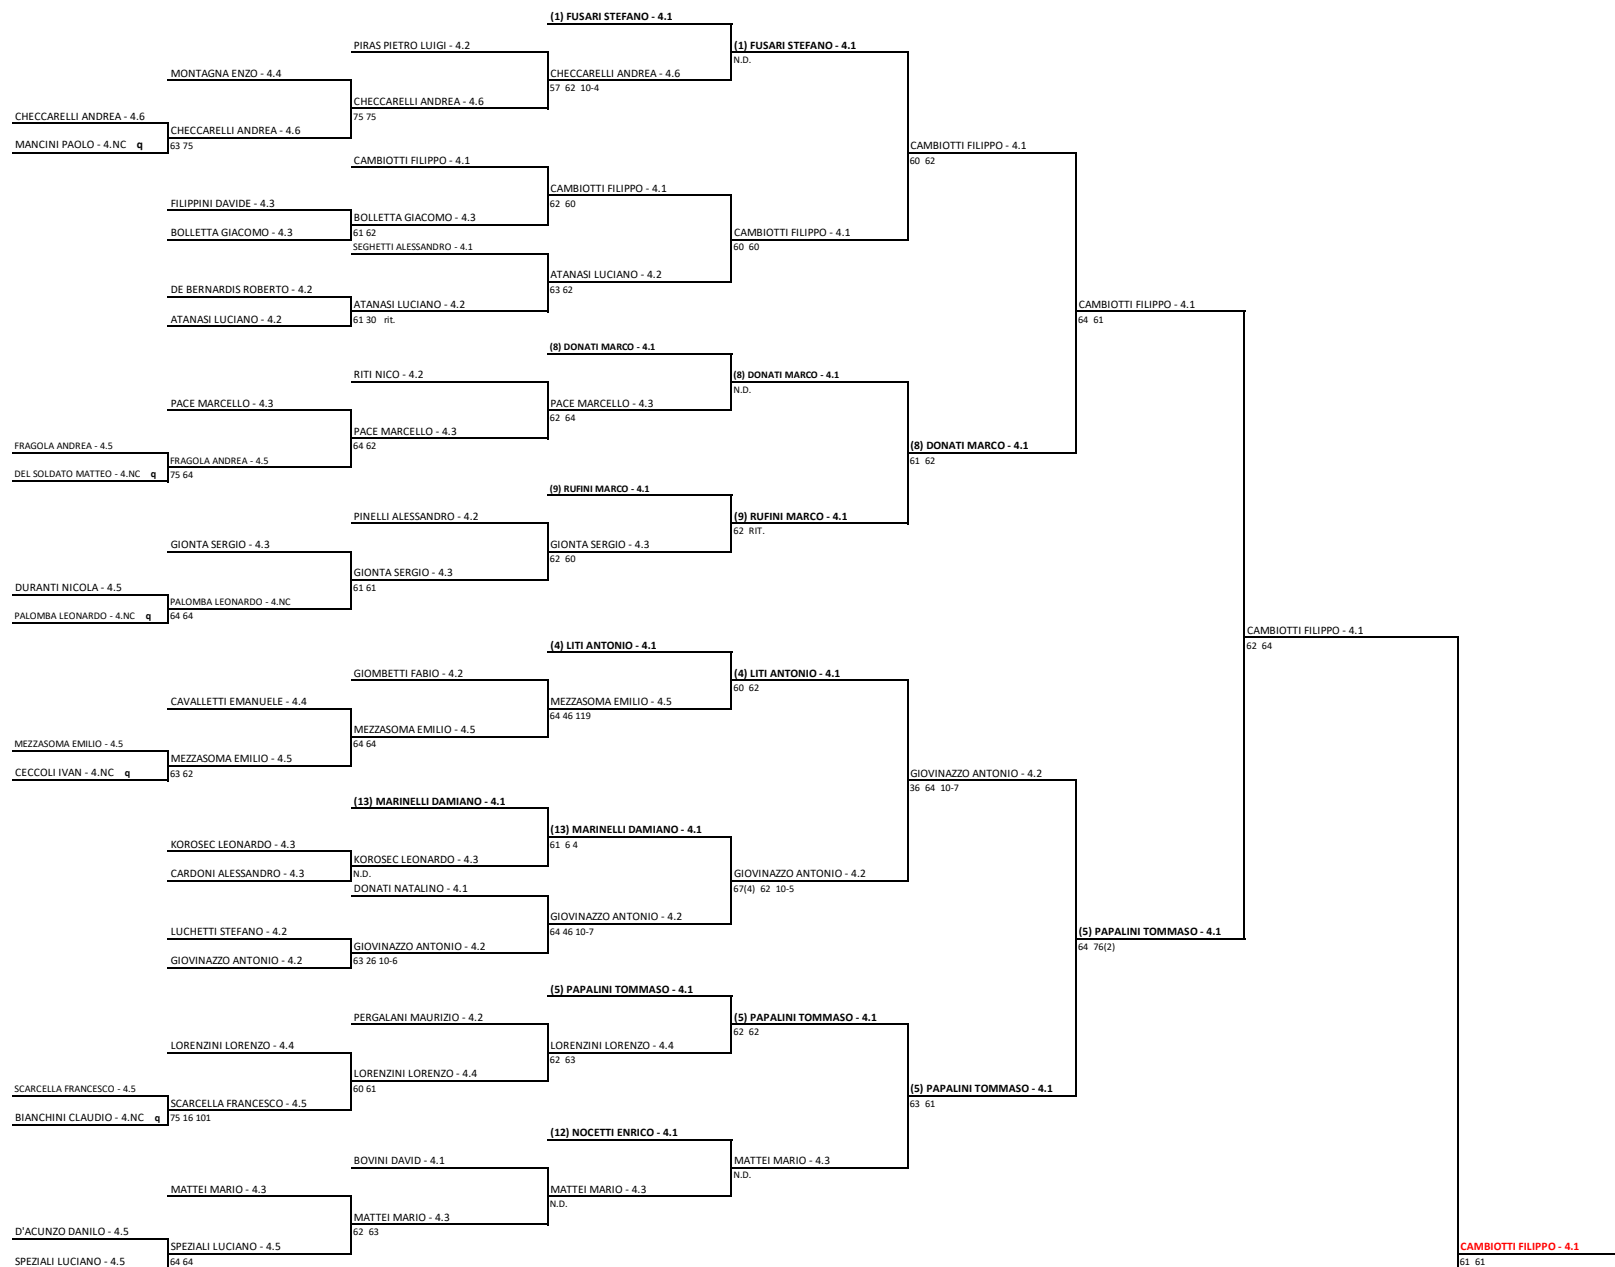 (1) FUSARI STEFANO - 4.1
PIRAS PIETRO LUIGI - 4.2
(1) FUSARI STEFANO - 4.1
N.D.
MONTAGNA ENZO - 4.4
CHECCARELLI ANDREA - 4.6
57 62 10-4
CHECCARELLI ANDREA - 4.6
75 75
CHECCARELLI ANDREA - 4.6
CHECCARELLI ANDREA - 4.6
MANCINI PAOLO - 4.NC q
63 75
CAMBIOTTI FILIPPO - 4.1
60 62
CAMBIOTTI FILIPPO - 4.1
CAMBIOTTI FILIPPO - 4.1
62 60
FILIPPINI DAVIDE - 4.3
BOLLETTA GIACOMO - 4.3
BOLLETTA GIACOMO - 4.3
61 62
CAMBIOTTI FILIPPO - 4.1
60 60
SEGHETTI ALESSANDRO - 4.1
ATANASI LUCIANO - 4.2
63 62
DE BERNARDIS ROBERTO - 4.2
ATANASI LUCIANO - 4.2
CAMBIOTTI FILIPPO - 4.1
ATANASI LUCIANO - 4.2
61 30 rit.
64 61
(8) DONATI MARCO - 4.1
RITI NICO - 4.2
(8) DONATI MARCO - 4.1
N.D.
PACE MARCELLO - 4.3
PACE MARCELLO - 4.3
62 64
PACE MARCELLO - 4.3
64 62
FRAGOLA ANDREA - 4.5
(8) DONATI MARCO - 4.1
61 62
FRAGOLA ANDREA - 4.5
DEL SOLDATO MATTEO - 4.NC q
75 64
(9) RUFINI MARCO - 4.1
PINELLI ALESSANDRO - 4.2
(9) RUFINI MARCO - 4.1
62 RIT.
GIONTA SERGIO - 4.3
GIONTA SERGIO - 4.3
62 60
GIONTA SERGIO - 4.3
61 61
DURANTI NICOLA - 4.5
PALOMBA LEONARDO - 4.NC
PALOMBA LEONARDO - 4.NC q
64 64
CAMBIOTTI FILIPPO - 4.1
62 64
(4) LITI ANTONIO - 4.1
GIOMBETTI FABIO - 4.2
(4) LITI ANTONIO - 4.1
60 62
CAVALLETTI EMANUELE - 4.4
MEZZASOMA EMILIO - 4.5
64 46 119
MEZZASOMA EMILIO - 4.5
64 64
MEZZASOMA EMILIO - 4.5
MEZZASOMA EMILIO - 4.5
CECCOLI IVAN - 4.NC q
63 62
GIOVINAZZO ANTONIO - 4.2
36 64 10-7
(13) MARINELLI DAMIANO - 4.1
(13) MARINELLI DAMIANO - 4.1
61 6 4
KOROSEC LEONARDO - 4.3
KOROSEC LEONARDO - 4.3
CARDONI ALESSANDRO - 4.3
N.D.
GIOVINAZZO ANTONIO - 4.2
67(4) 62 10-5
DONATI NATALINO - 4.1
GIOVINAZZO ANTONIO - 4.2
64 46 10-7
LUCHETTI STEFANO - 4.2
(5) PAPALINI TOMMASO - 4.1
64 76(2)
GIOVINAZZO ANTONIO - 4.2
GIOVINAZZO ANTONIO - 4.2
63 26 10-6
(5) PAPALINI TOMMASO - 4.1
PERGALANI MAURIZIO - 4.2
(5) PAPALINI TOMMASO - 4.1
62 62
LORENZINI LORENZO - 4.4
LORENZINI LORENZO - 4.4
62 63
LORENZINI LORENZO - 4.4
60 61
SCARCELLA FRANCESCO - 4.5
(5) PAPALINI TOMMASO - 4.1
63 61
SCARCELLA FRANCESCO - 4.5
BIANCHINI CLAUDIO - 4.NC q
75 16 101
(12) NOCETTI ENRICO - 4.1
BOVINI DAVID - 4.1
MATTEI MARIO - 4.3
N.D.
MATTEI MARIO - 4.3
MATTEI MARIO - 4.3
N.D.
MATTEI MARIO - 4.3
62 63
D'ACUNZO DANILO - 4.5
SPEZIALI LUCIANO - 4.5
CAMBIOTTI FILIPPO - 4.1
SPEZIALI LUCIANO - 4.5
64 64
61 61